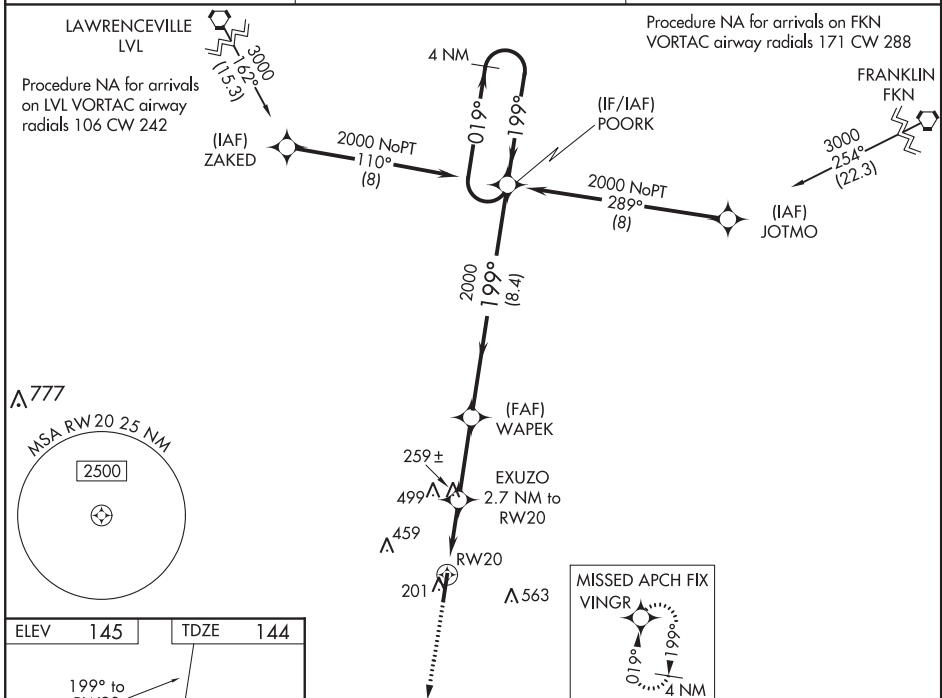 LAWRENCEVILLE
LVL
3000
162°
(15.3)
Procedure NA for arrivals
on LVL VORTAC airway
radials 106 CW 242
Procedure NA for arrivals on FKN
VORTAC airway radials 171 CW 288
FRANKLIN
FKN
3000
254°
(22.3)
4 NM
019°
199°
(IF/IAF)
POORK
(IAF)
ZAKED
2000 NoPT
110°
(8)
2000 NoPT
289°
(8)
(IAF)
JOTMO
2000
199°
(8.4)
777
MSA RW 20 25 NM
2500
(FAF)
WAPEK
259 ±
499
EXUZO
2.7 NM to
RW20
459
RW20
201
563
MISSED APCH FIX
VINGR
019°
199°
4 NM
ELEV 145
TDZE 144
199° to